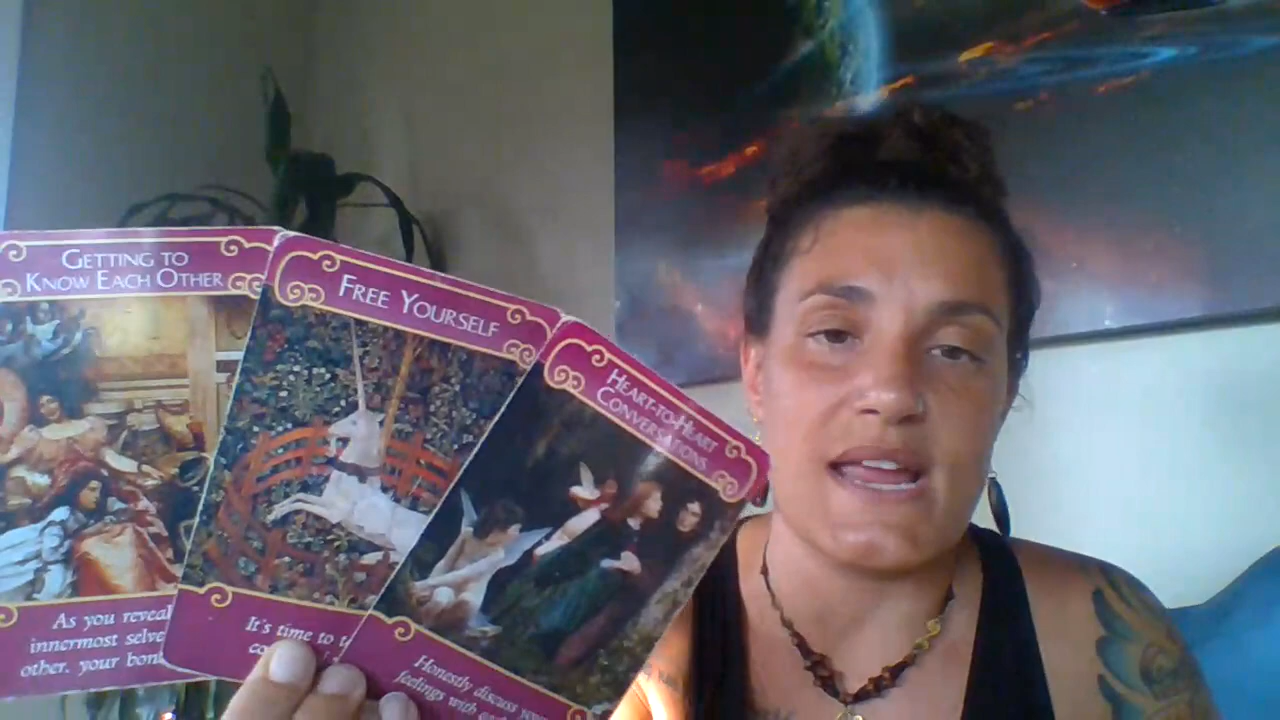 GETTING TO
KNOW EACH OTHER
As you reveal
innermost selve
other, your bon
FREE YOURSELF
It's time to t
HEART-TO-HEART
CONVERSATIONS
Honestly discuss your
feelings with